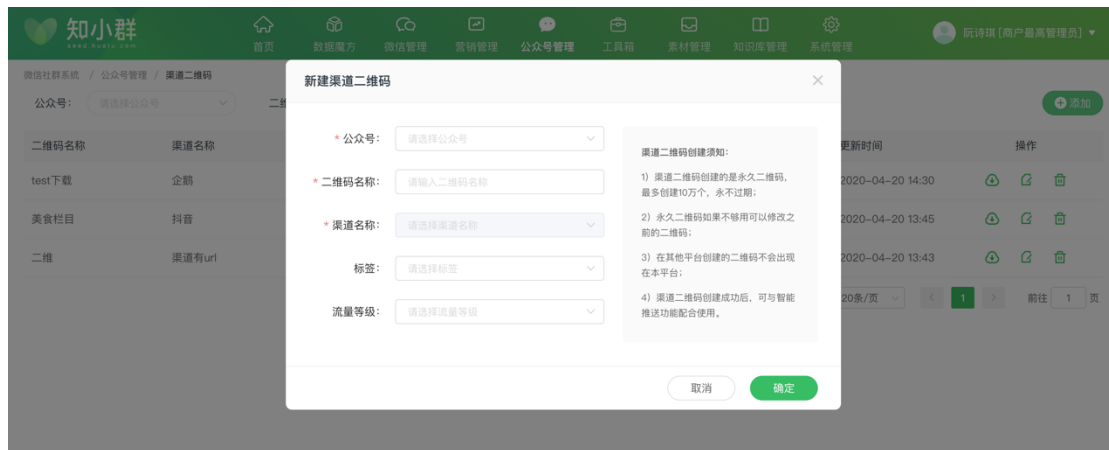 知小群
首页
数据魔方
微信管理
营销管理
公众号管理
工具箱
素材管理
知识库管理
系统管理
阮诗琪 [商户最高管理员]
微信社群系统 / 公众号管理 / 渠道二维码
公众号： 请选择公众号
添加
二维码名称 渠道名称 更新时间 操作
test下载 企鹅 2020-04-20 14:30
美食栏目 抖音 2020-04-20 13:45
二维 渠道有url 2020-04-20 13:43
20条/页 1 前往 1 页
新建渠道二维码
* 公众号： 请选择公众号
* 二维码名称： 请输入二维码名称
* 渠道名称： 请选择渠道名称
标签： 请选择标签
流量等级： 请选择流量等级
渠道二维码创建须知：
1）渠道二维码创建的是永久二维码，
最多创建10万个，永不过期；
2）永久二维码如果不够用可以修改之
前的二维码；
3）在其他平台创建的二维码不会出现
在本平台；
4）渠道二维码创建成功后，可与智能
推送功能配合使用。
取消 确定